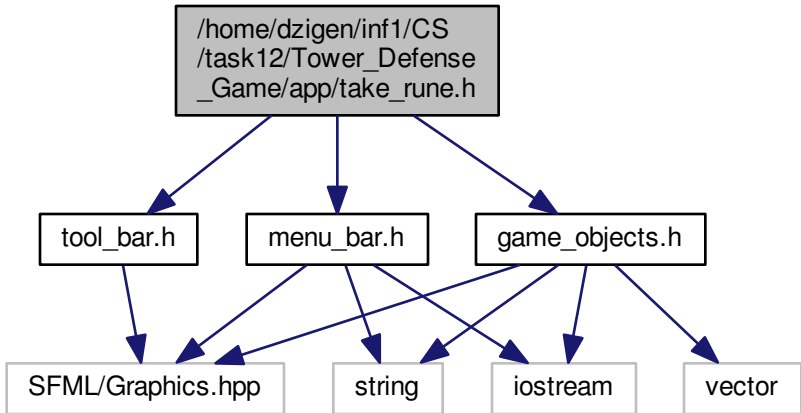 /home/dzigen/inf1/CS
/task12/Tower_Defense
_Game/app/take_rune.h
tool_bar.h
menu_bar.h
game_objects.h
SFML/Graphics.hpp
string
iostream
vector